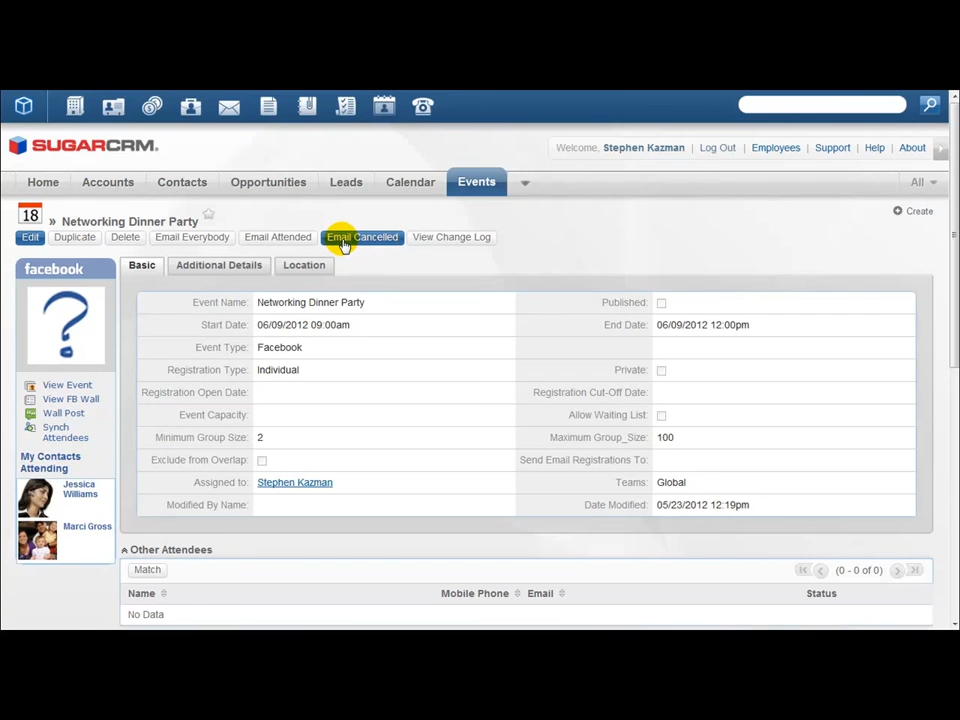 SUGARCRM.
Welcome, Stephen Kazman | Log Out | Employees | Support | Help | About
Home Accounts Contacts Opportunities Leads Calendar Events All
18 » Networking Dinner Party
Create
Edit Duplicate Delete Email Everybody Email Attended Email Cancelled View Change Log
facebook
View Event
View FB Wall
Wall Post
Synch
Attendees
My Contacts
Attending
Jessica
Williams
Marci Gross
Basic Additional Details Location
Event Name: Networking Dinner Party Published:
Start Date: 06/09/2012 09:00am End Date: 06/09/2012 12:00pm
Event Type: Facebook
Registration Type: Individual Private:
Registration Open Date: Registration Cut-Off Date:
Event Capacity: Allow Waiting List:
Minimum Group Size: 2 Maximum Group_Size: 100
Exclude from Overlap: Send Email Registrations To:
Assigned to: Stephen Kazman Teams: Global
Modified By Name: Date Modified: 05/23/2012 12:19pm
Other Attendees
Match (0 - 0 of 0)
Name Mobile Phone Email Status
No Data